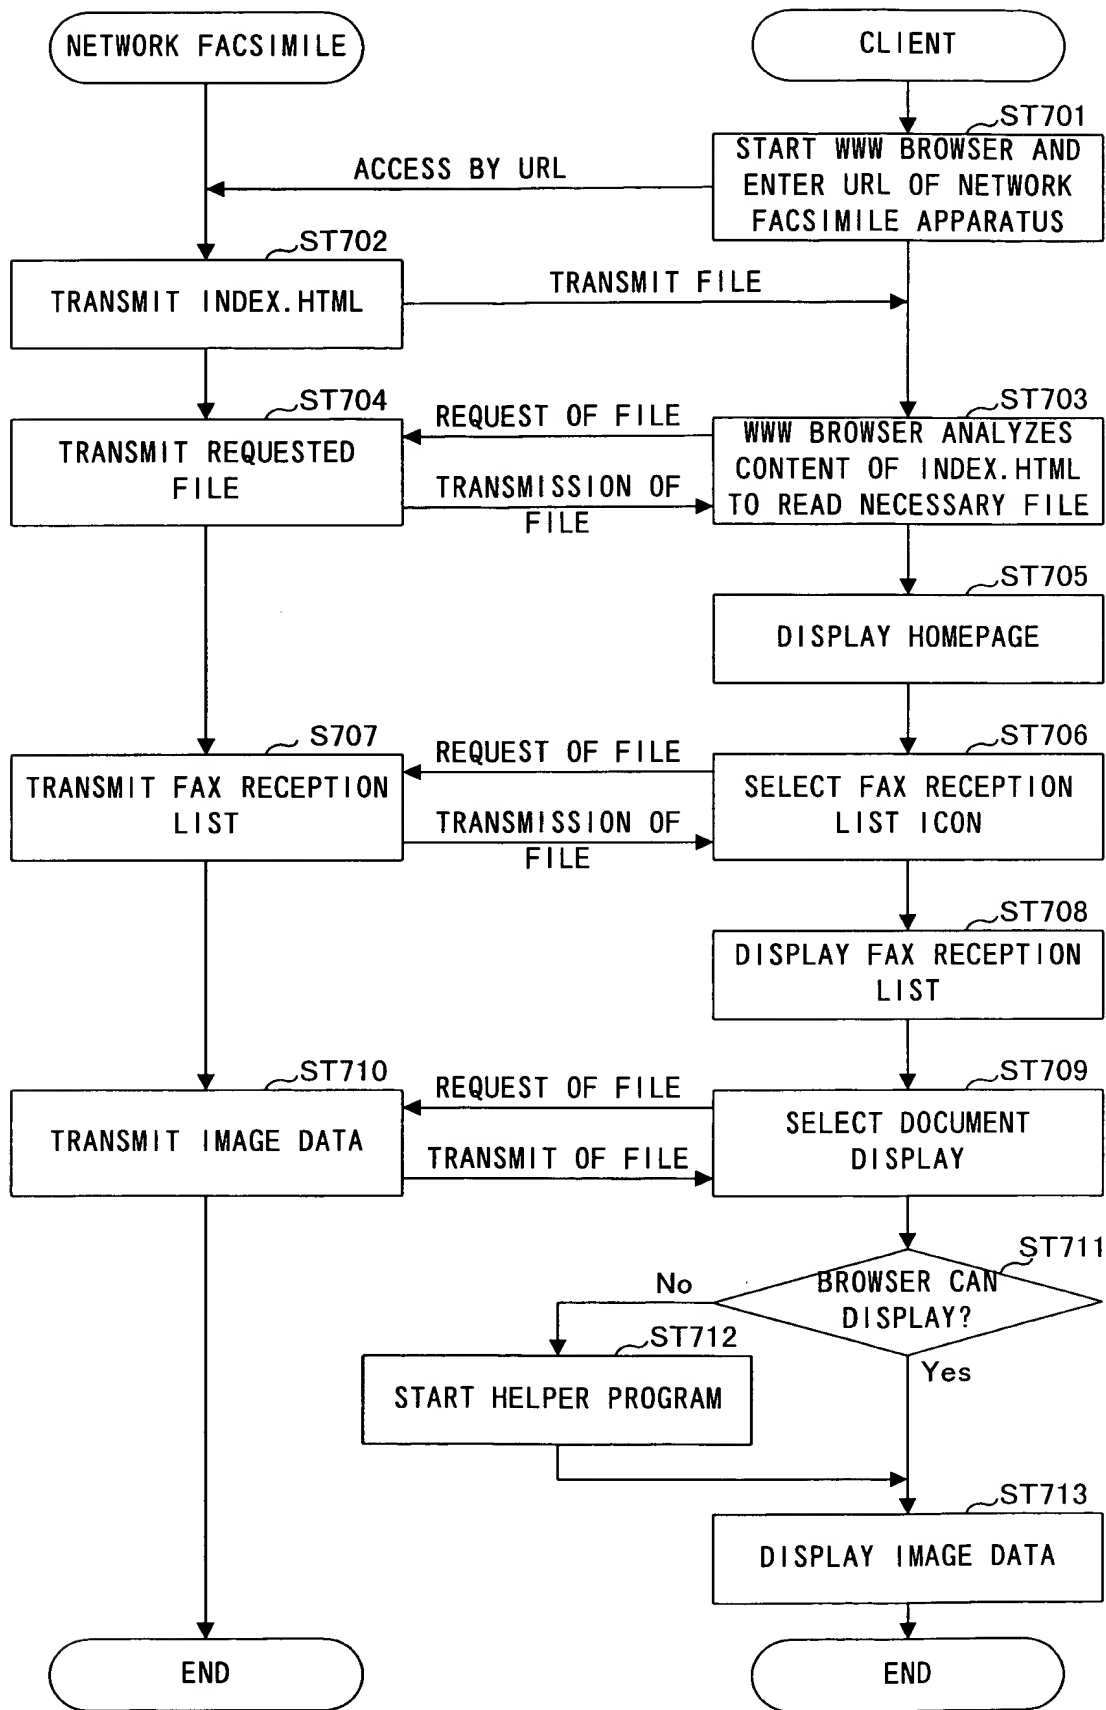 NETWORK FACSIMILE
CLIENT
ST701
START WWW BROWSER AND
ENTER URL OF NETWORK
FACSIMILE APPARATUS
ACCESS BY URL
ST702
TRANSMIT INDEX.HTML
TRANSMIT FILE
ST704
TRANSMIT REQUESTED
FILE
REQUEST OF FILE
TRANSMISSION OF
FILE
ST703
WWW BROWSER ANALYZES
CONTENT OF INDEX.HTML
TO READ NECESSARY FILE
ST705
DISPLAY HOMEPAGE
S707
TRANSMIT FAX RECEPTION
LIST
REQUEST OF FILE
TRANSMISSION OF
FILE
ST706
SELECT FAX RECEPTION
LIST ICON
ST708
DISPLAY FAX RECEPTION
LIST
ST710
TRANSMIT IMAGE DATA
REQUEST OF FILE
TRANSMIT OF FILE
ST709
SELECT DOCUMENT
DISPLAY
ST711
BROWSER CAN
DISPLAY?
No
Yes
ST712
START HELPER PROGRAM
ST713
DISPLAY IMAGE DATA
END
END